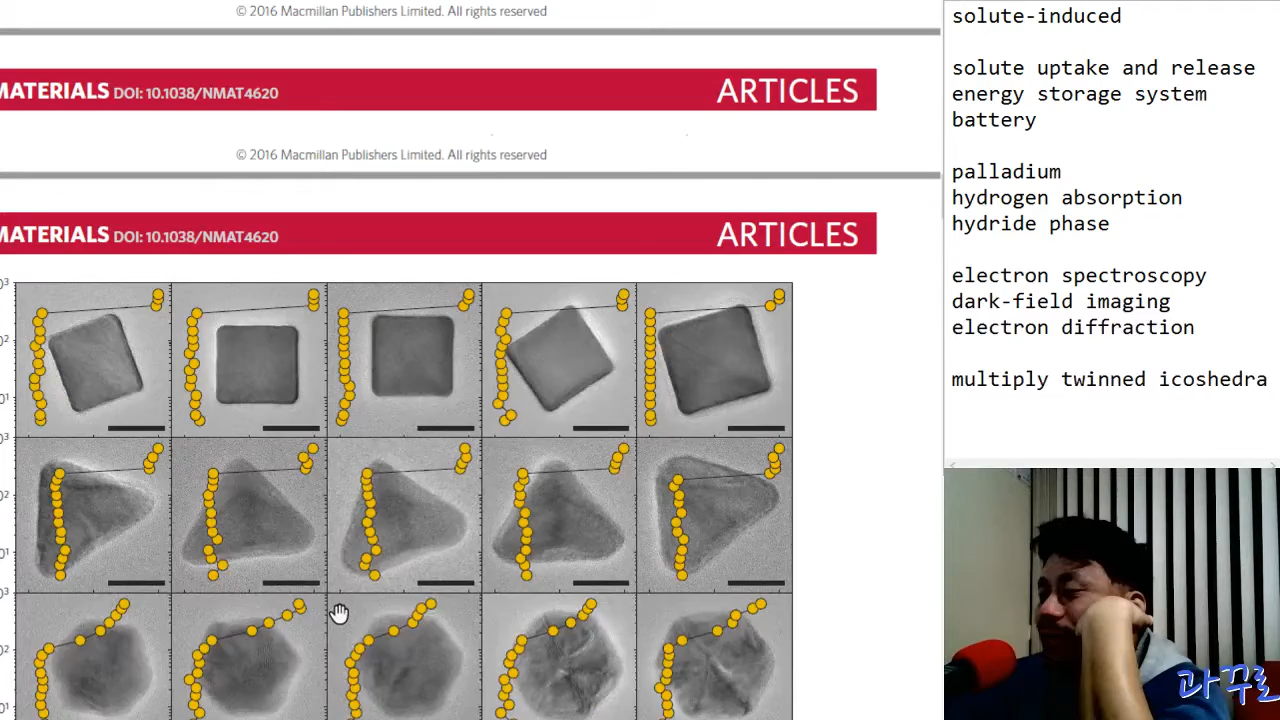 © 2016 Macmillan Publishers Limited. All rights reserved
MATERIALS DOI: 10.1038/NMAT4620
ARTICLES
© 2016 Macmillan Publishers Limited. All rights reserved
MATERIALS DOI: 10.1038/NMAT4620
ARTICLES
solute-induced
solute uptake and release
energy storage system
battery
palladium
hydrogen absorption
hydride phase
electron spectroscopy
dark-field imaging
electron diffraction
multiply twinned icoshedra
과꾸로